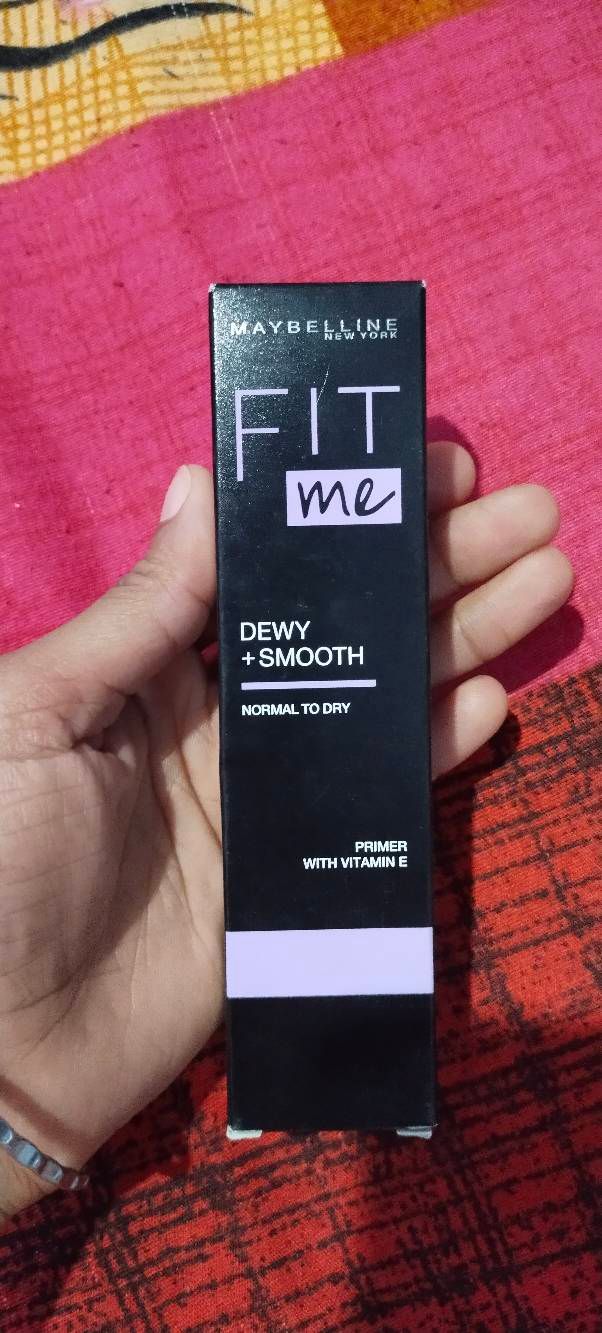 MAYBELLINE
NEW YORK
FIT
me
DEWY
+SMOOTH
NORMAL TO DRY
PRIMER
WITH VITAMIN E